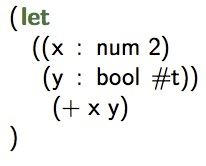 (let
((x : num 2)
(y : bool #t))
(+ x y)
)